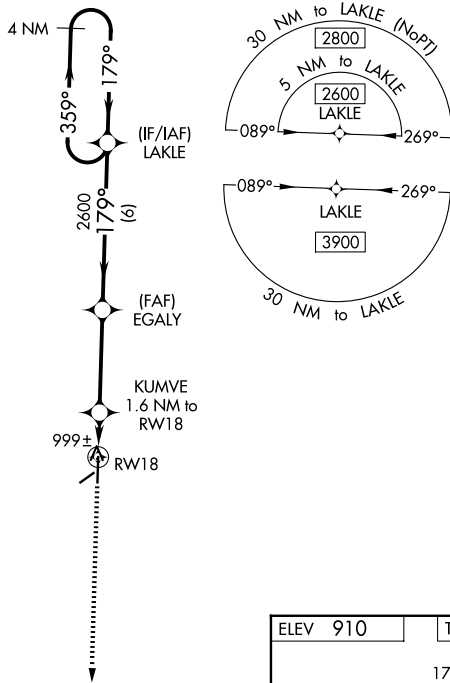 4 NM
179°
359°
(IF/IAF)
LAKLE
2600
179°
(6)
(FAF)
EGALY
KUMVE
1.6 NM to
RW18
999±
RW18
30 NM to LAKLE (NoPT)
2800
5 NM to LAKLE
2600
LAKLE
089°
269°
089°
269°
LAKLE
3900
30 NM to LAKLE
ELEV 910
T
17